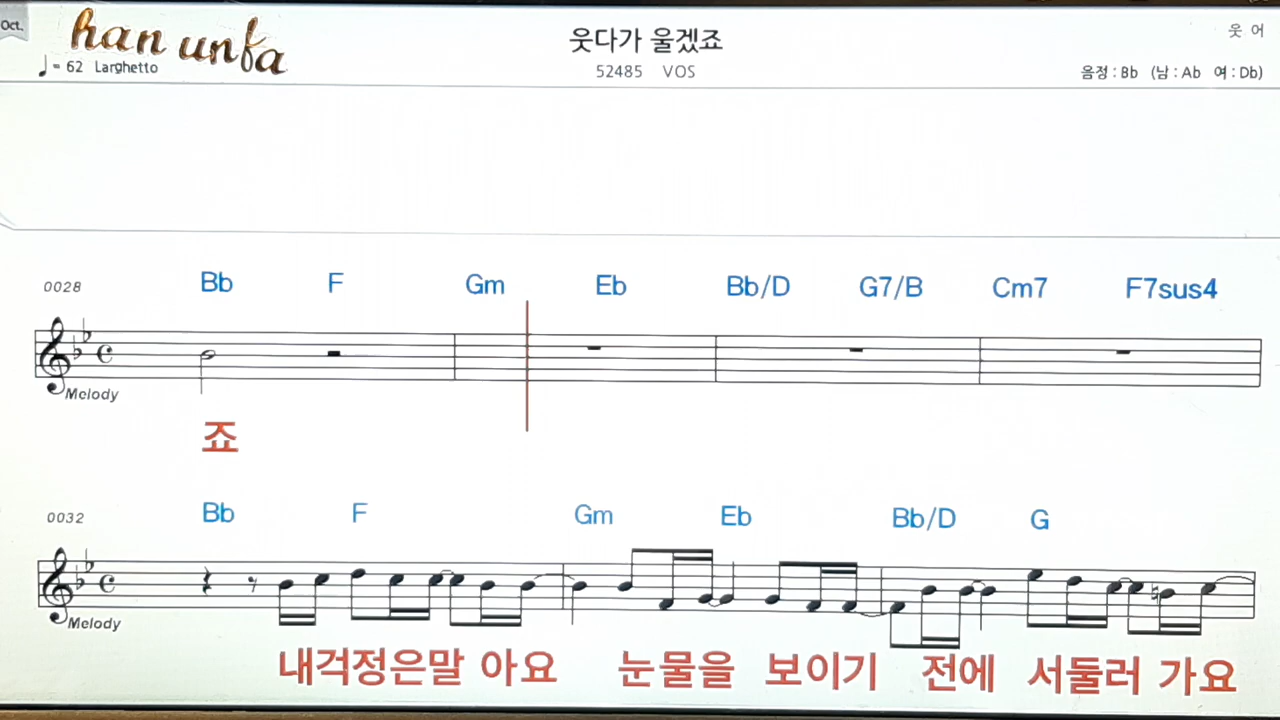 Oct.
han unfa
웃다가 울겠죠
웃 어
♩= 62 Larghetto
52485 VOS
음정 : Bb (남 : Ab 여 : Db)
0028 Bb F Gm Eb Bb/D G7/B Cm7 F7sus4
Melody
죠
0032 Bb F Gm Eb Bb/D G
Melody
내걱정은말 아요 눈물을 보이기 전에 서둘러 가요